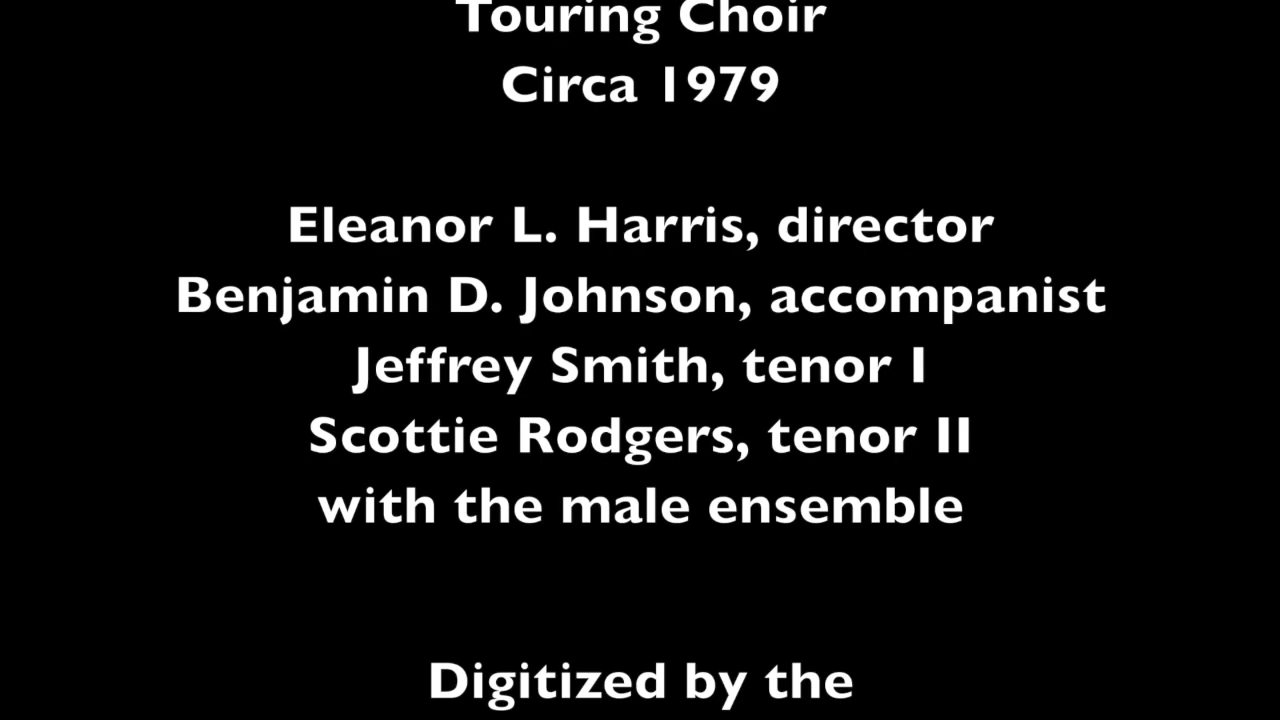 Touring Choir
Circa 1979
Eleanor L. Harris, director
Benjamin D. Johnson, accompanist
Jeffrey Smith, tenor I
Scottie Rodgers, tenor II
with the male ensemble
Digitized by the